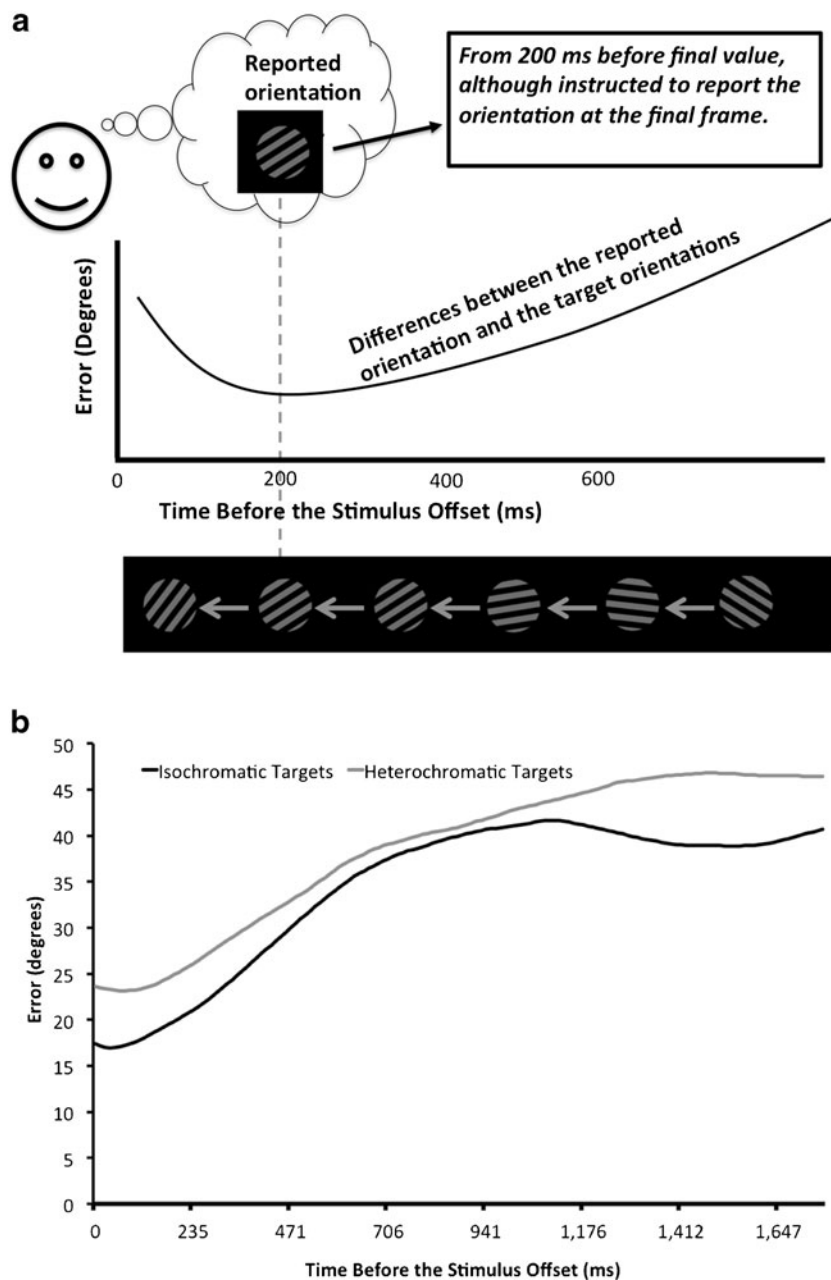 a
Reported
orientation
From 200 ms before final value,
although instructed to report the
orientation at the final frame.
Error (Degrees)
Differences between the reported
orientation and the target orientations
0 200 400 600
Time Before the Stimulus Offset (ms)
b
50
45
40
35
30
25
20
15
10
5
0
Isochromatic Targets Heterochromatic Targets
Error (degrees)
0 235 471 706 941 1,176 1,412 1,647
Time Before the Stimulus Offset (ms)